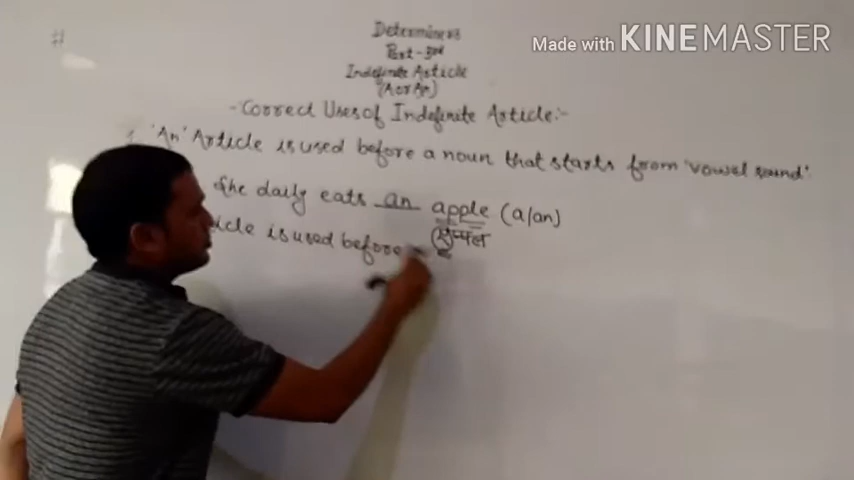 Made with KINEMASTER
Determiners
Part-3rd
Indefinite Article
(A or An)
-Correct Uses of Indefinite Article:-
'An' Article is used before a noun that starts from 'vowel sound'.
She daily eats an apple (a/an)
एप्पल
is used before